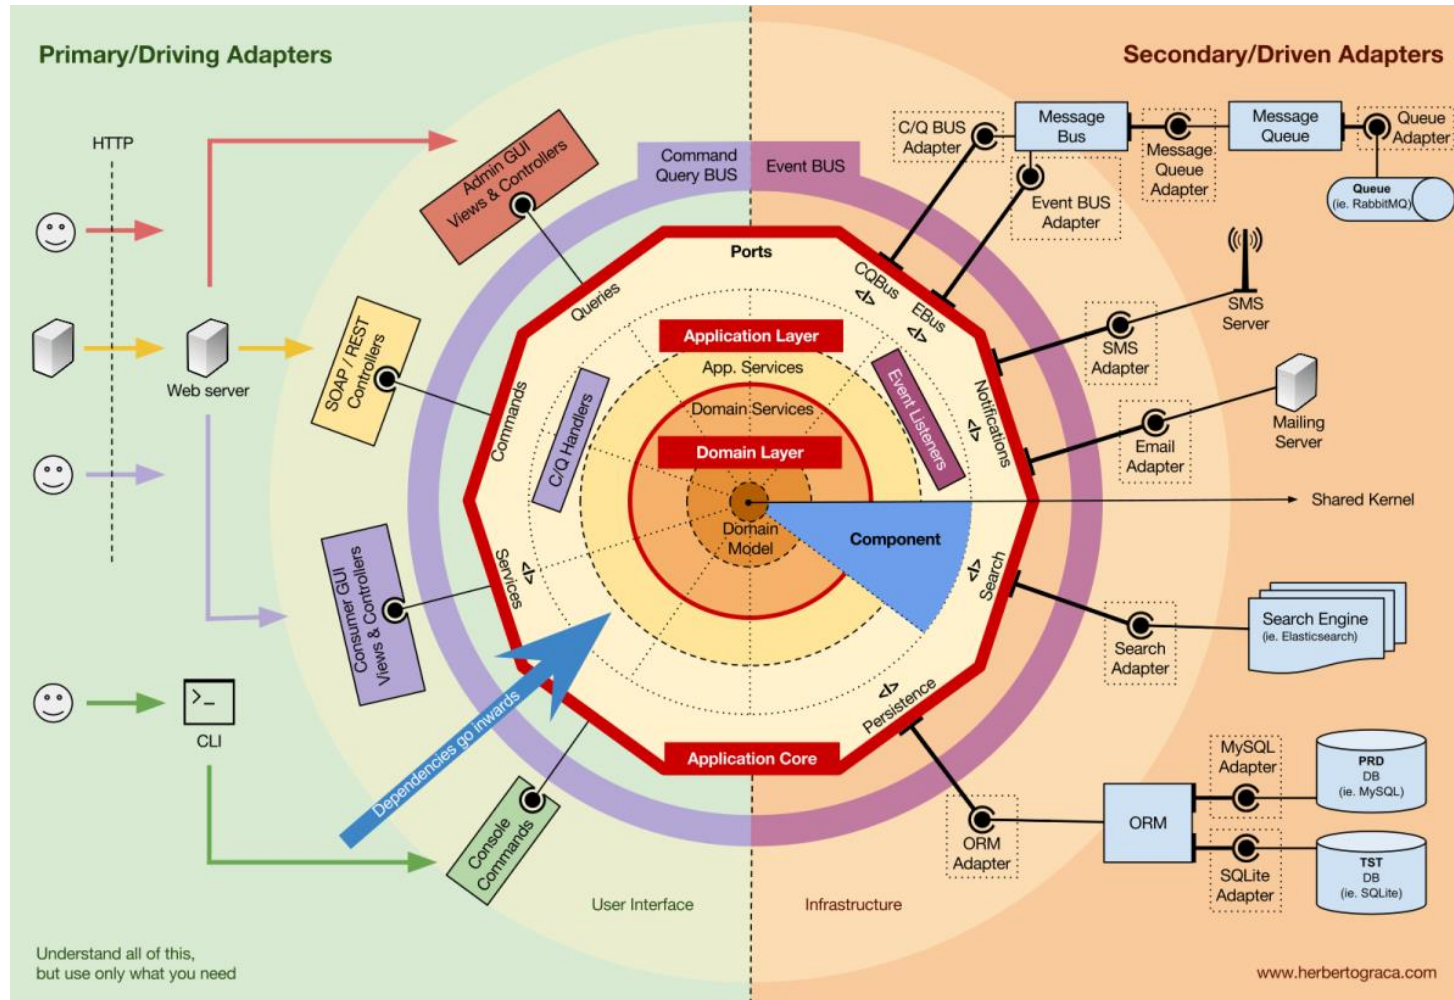 Primary/Driving Adapters
Secondary/Driven Adapters
HTTP
Web server
CLI
Admin GUI
Views & Controllers
SOAP / REST
Controllers
Consumer GUI
Views & Controllers
Console
Commands
Dependencies go inwards
Command
Query BUS
Event BUS
Ports
Queries
Commands
Services
</>
C/Q Handlers
Application Layer
App. Services
Domain Services
Domain Layer
Domain
Model
Component
Event Listeners
CQBus
</>
EBus
</>
Notifications
</>
Search
</>
Persistence
</>
Application Core
C/Q BUS
Adapter
Message
Bus
Event BUS
Adapter
Message
Queue
Adapter
Message
Queue
Queue
Adapter
Queue
(ie. RabbitMQ)
SMS
Adapter
SMS
Server
Email
Adapter
Mailing
Server
Shared Kernel
Search
Adapter
Search Engine
(ie. Elasticsearch)
ORM
Adapter
ORM
MySQL
Adapter
PRD
DB
(ie. MySQL)
SQLite
Adapter
TST
DB
(ie. SQLite)
User Interface
Infrastructure
Understand all of this,
but use only what you need
www.herbertograca.com
>_